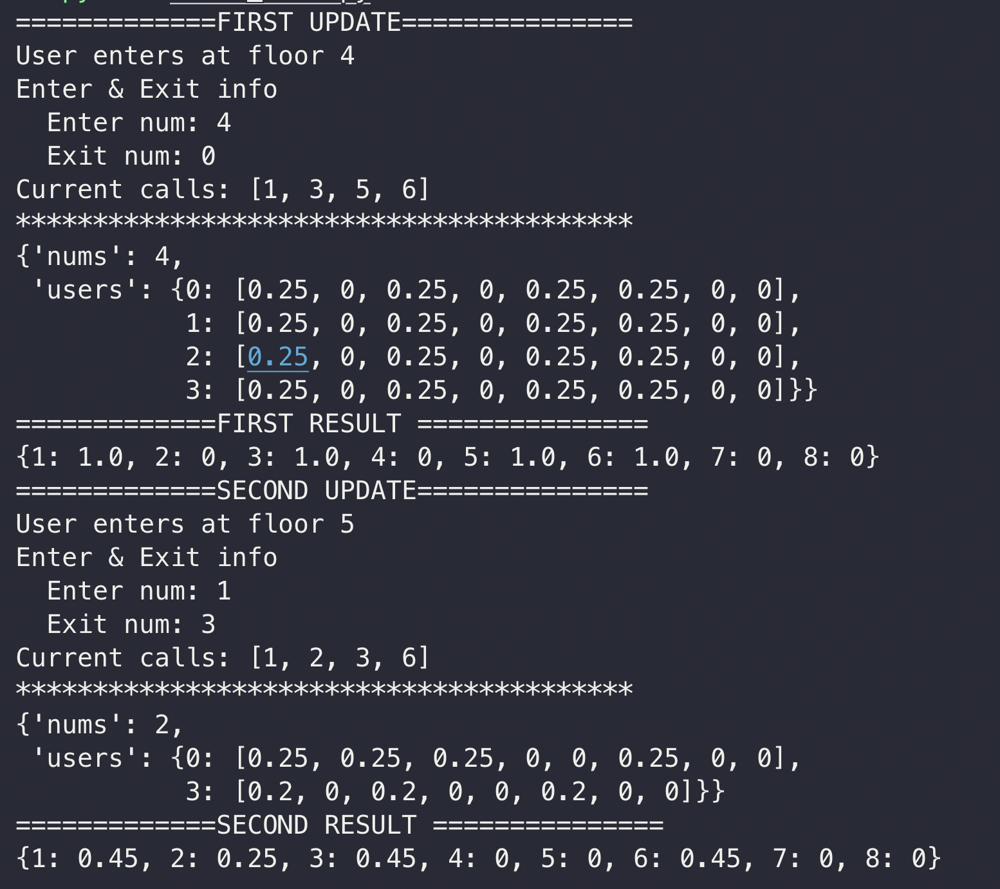 =============FIRST UPDATE===============
User enters at floor 4
Enter & Exit info
  Enter num: 4
  Exit num: 0
Current calls: [1, 3, 5, 6]
****************************************
{'nums': 4,
 'users': {0: [0.25, 0, 0.25, 0, 0.25, 0.25, 0, 0],
           1: [0.25, 0, 0.25, 0, 0.25, 0.25, 0, 0],
           2: [0.25, 0, 0.25, 0, 0.25, 0.25, 0, 0],
           3: [0.25, 0, 0.25, 0, 0.25, 0.25, 0, 0]}}
=============FIRST RESULT ===============
{1: 1.0, 2: 0, 3: 1.0, 4: 0, 5: 1.0, 6: 1.0, 7: 0, 8: 0}
=============SECOND UPDATE===============
User enters at floor 5
Enter & Exit info
  Enter num: 1
  Exit num: 3
Current calls: [1, 2, 3, 6]
****************************************
{'nums': 2,
 'users': {0: [0.25, 0.25, 0.25, 0, 0, 0.25, 0, 0],
           3: [0.2, 0, 0.2, 0, 0, 0.2, 0, 0]}}
=============SECOND RESULT ===============
{1: 0.45, 2: 0.25, 3: 0.45, 4: 0, 5: 0, 6: 0.45, 7: 0, 8: 0}